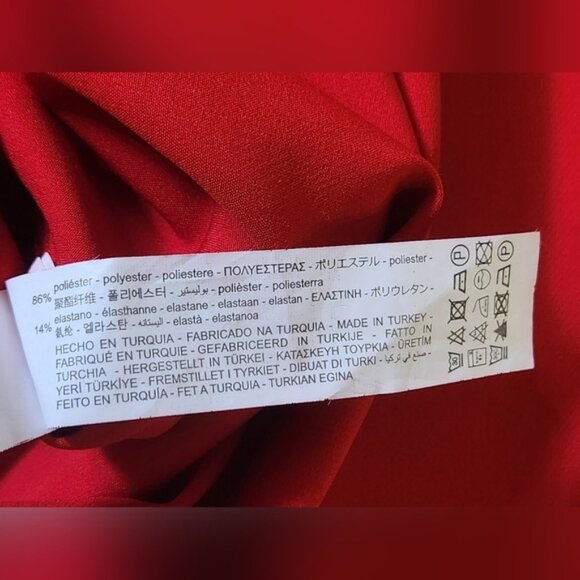 86% poliéster - polyester - poliestere - ΠΟΛΥΕΣΤΕΡΑΣ - ポリエステル - poliester -
聚酯纤维 - 폴리에스터 - بوليستير - polièster - poliesterra
14% elastano - élasthanne - elastane - elastaan - elastan - ΕΛΑΣΤΙΝΗ - ポリウレタン -
氨纶 - 엘라스탄 - اليستانه - elastà - elastanoa
HECHO EN TURQUIA - FABRICADO NA TURQUIA - MADE IN TURKEY-
FABRIQUÉ EN TURQUIE - GEFABRICEERD IN TURKIJE - FATTO IN
TURCHIA - HERGESTELLT IN TÜRKEI - ΚΑΤΑΣΚΕΥΗ ΤΟΥΡΚΙΑ - ÜRETİM
YERİ TÜRKİYE - FREMSTILLET I TYRKIET - DIBUAT DI TURKI - صنع في تركيا -
FEITO EN TURQUÍA - FET A TURQUIA - TURKIAN EGINA
P
P